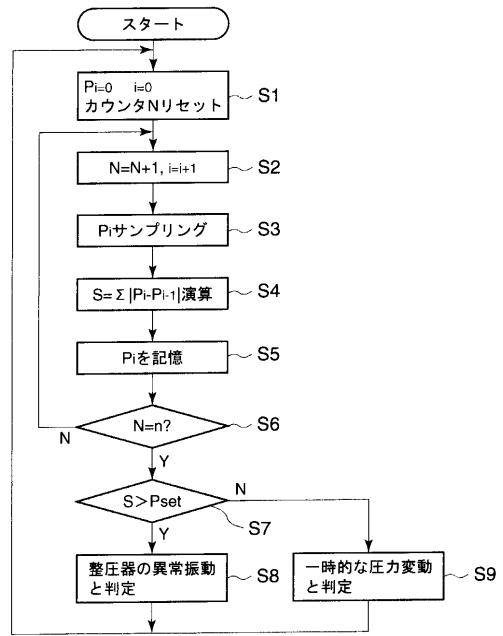 スタート
Pi=0 i=0
カウンタNリセット
S1
N=N+1, i=i+1
S2
Piサンプリング
S3
S=Σ|Pi-Pi-1|演算
S4
Piを記憶
S5
N=n?
S6
N
Y
S>Pset
N
S7
Y
整圧器の異常振動
と判定
S8
一時的な圧力変動
と判定
S9